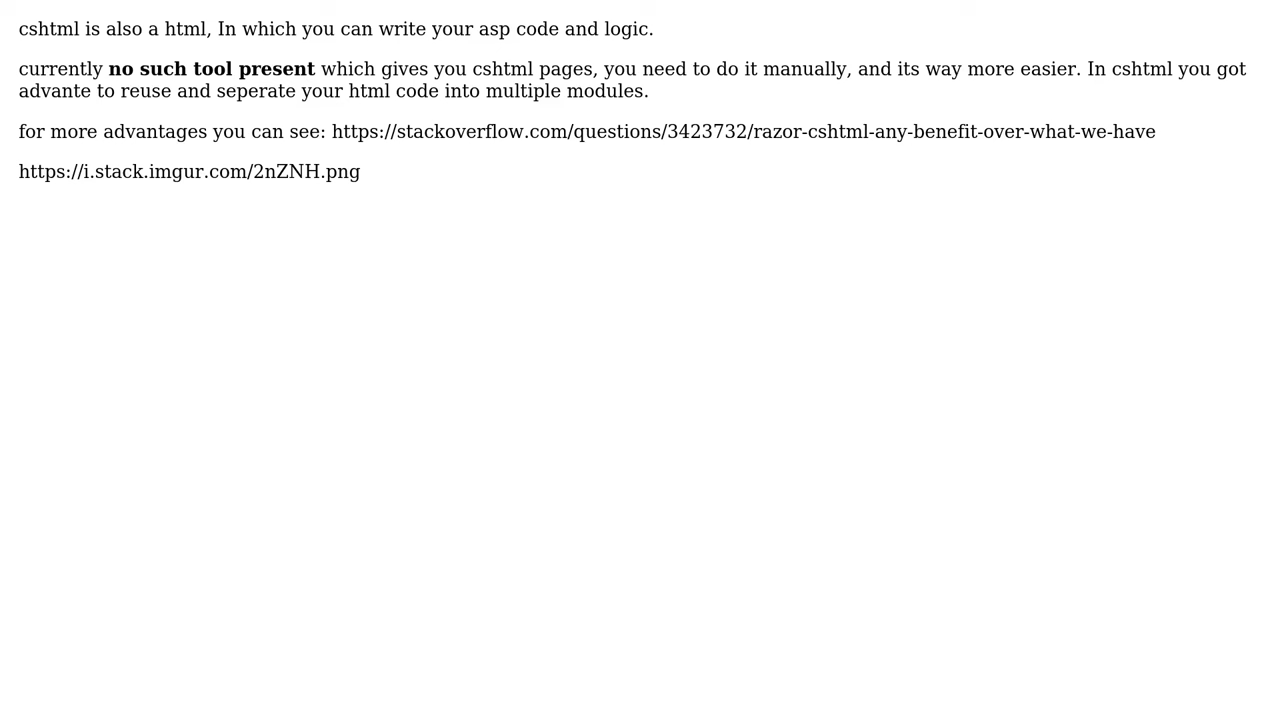 cshtml is also a html, In which you can write your asp code and logic.
currently no such tool present which gives you cshtml pages, you need to do it manually, and its way more easier. In cshtml you got
advante to reuse and seperate your html code into multiple modules.
for more advantages you can see: https://stackoverflow.com/questions/3423732/razor-cshtml-any-benefit-over-what-we-have
https://i.stack.imgur.com/2nZNH.png